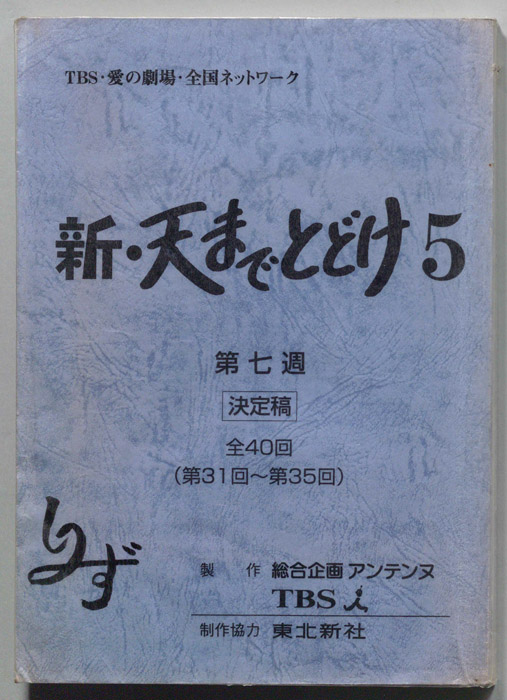 TBS・愛の劇場・全国ネットワーク
新・天までとどけ5
第七週
決定稿
全40回
(第31回～第35回)
製作 総合企画 アンテンヌ
TBS
制作協力 東北新社